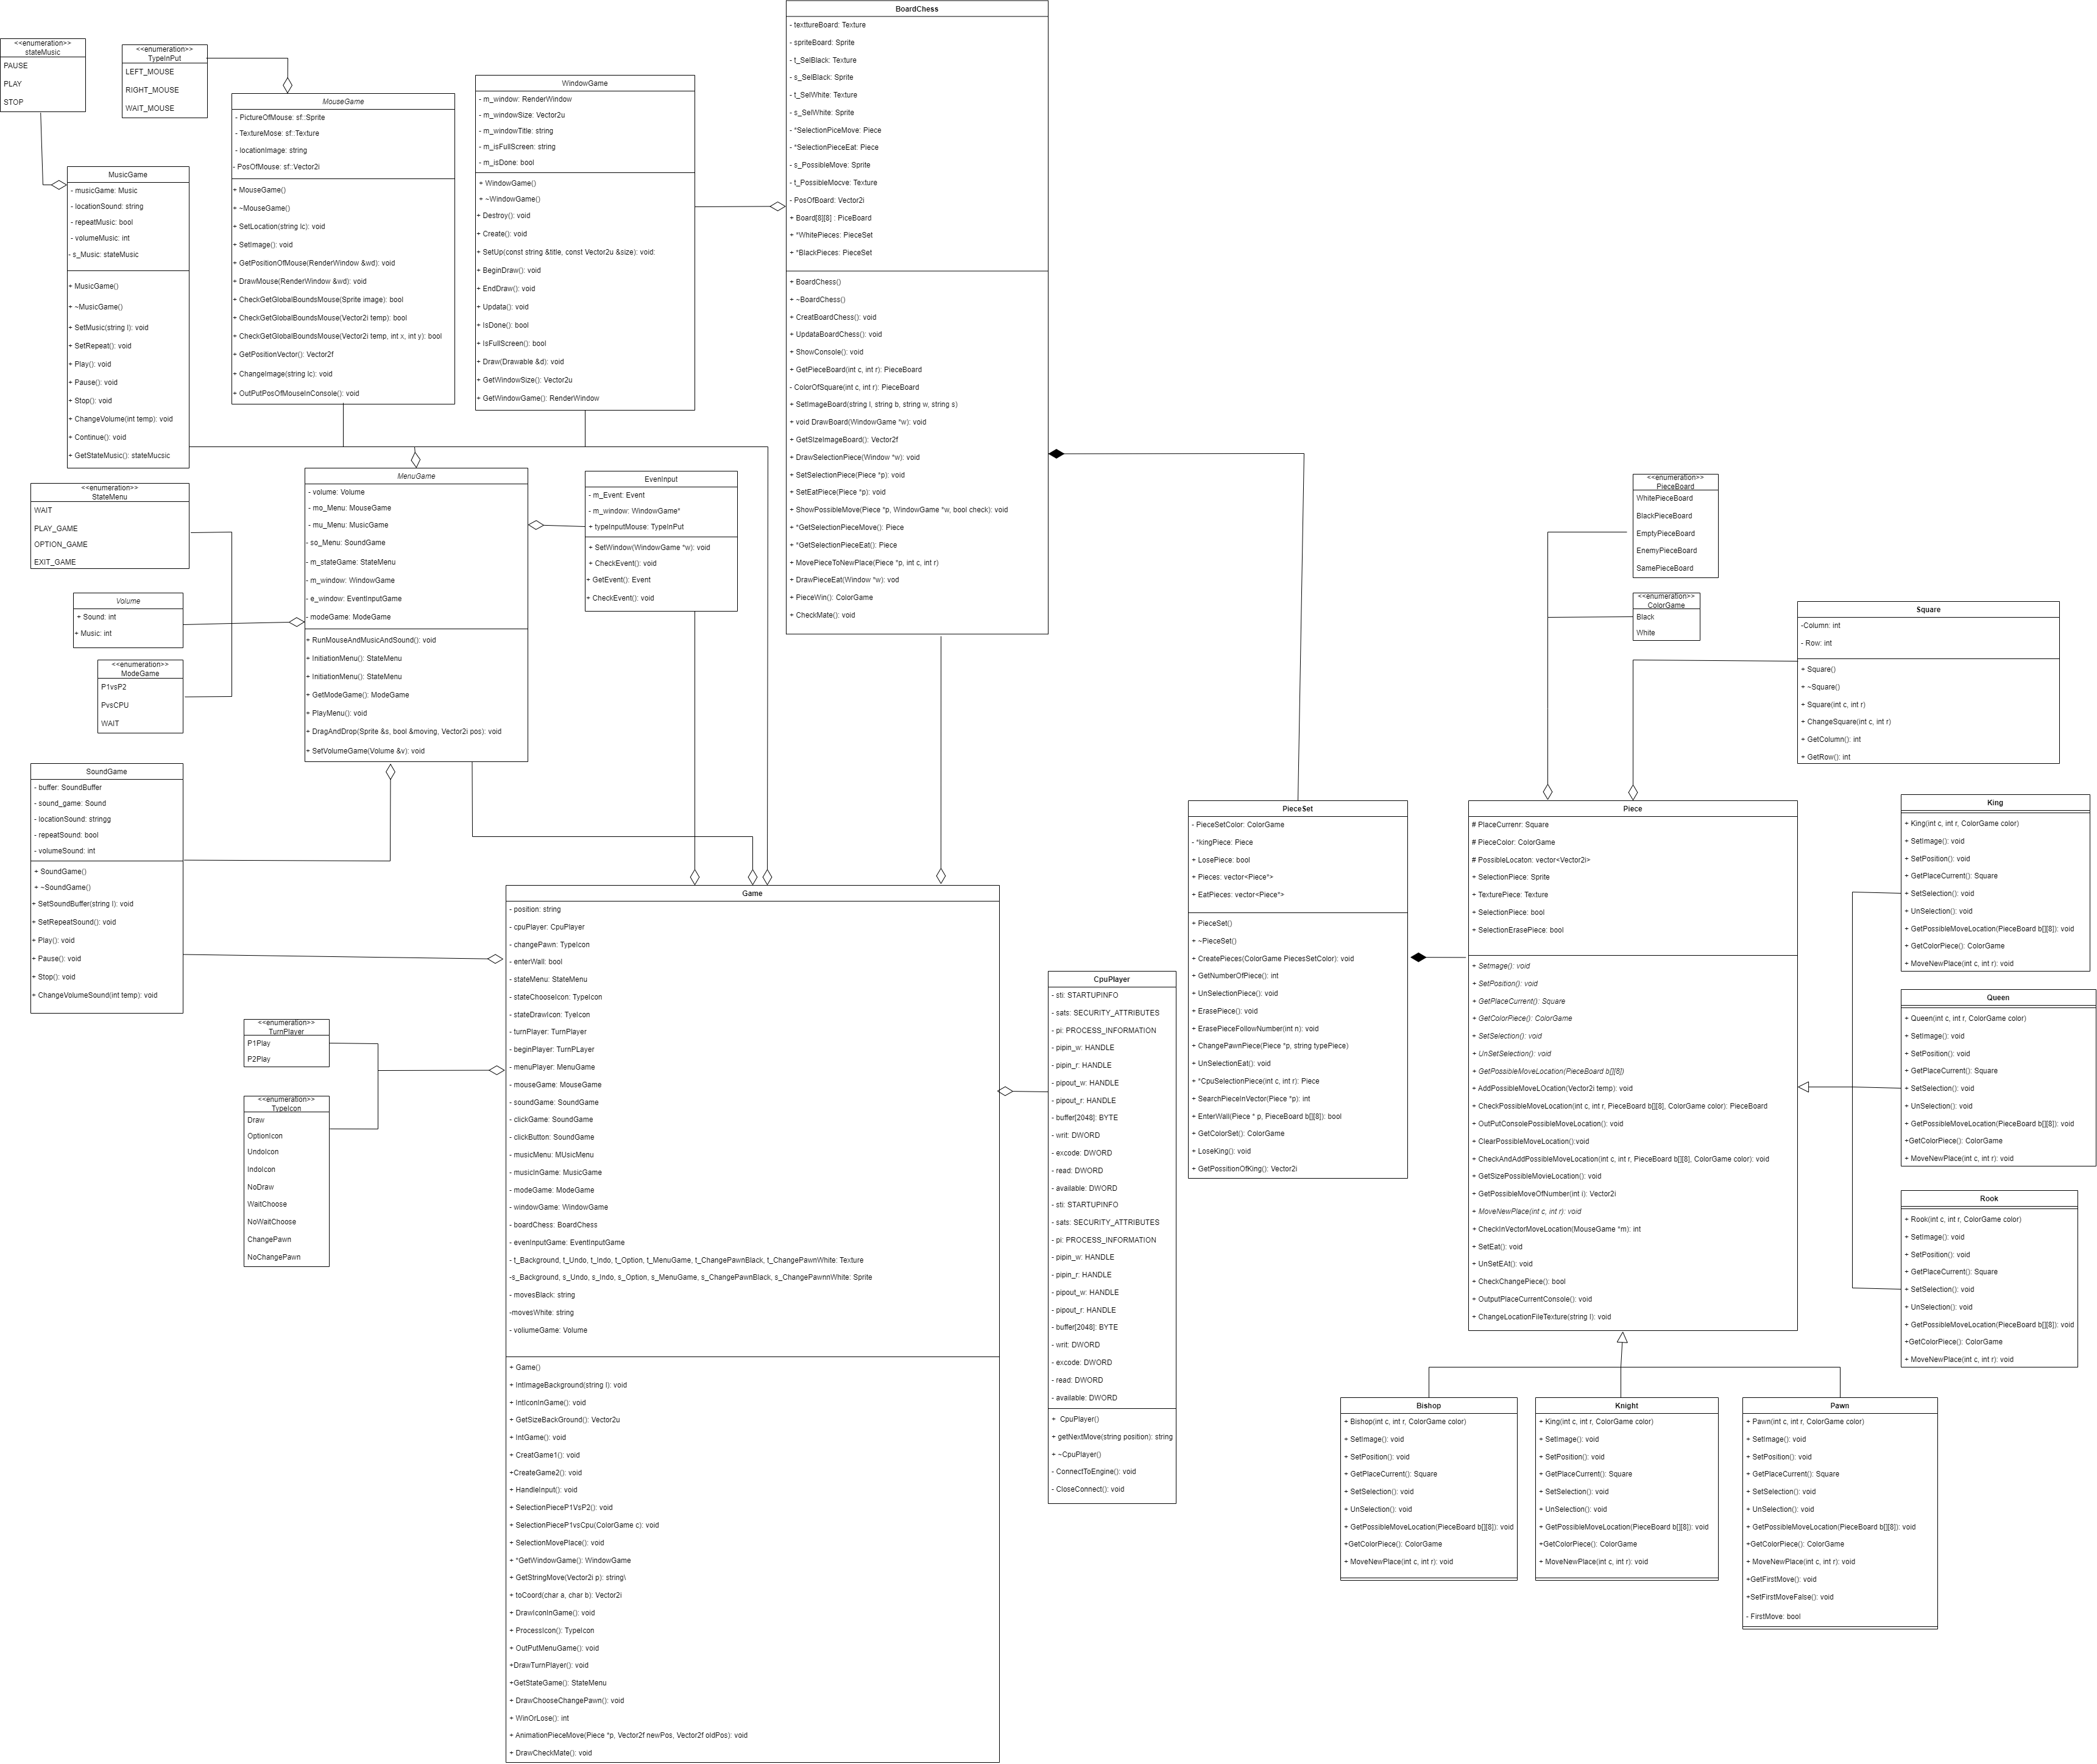 <<enumeration>>
stateMusic
PAUSE
PLAY
STOP
<<enumeration>>
TypeInPut
LEFT_MOUSE
RIGHT_MOUSE
WAIT_MOUSE
MusicGame
- musicGame: Music
- locationSound: string
- repeatMusic: bool
- volumeMusic: int
- s_Music: stateMusic
+ MusicGame()
+ ~MusicGame()
+ SetMusic(string l): void
+ SetRepeat(): void
+ Play(): void
+ Pause(): void
+ Stop(): void
+ ChangeVolume(int temp): void
+ Continue(): void
+ GetStateMusic(): stateMucsic
MouseGame
- PictureOfMouse: sf::Sprite
- TextureMose: sf::Texture
- locationImage: string
- PosOfMouse: sf::Vector2i
+ MouseGame()
+ ~MouseGame()
+ SetLocation(string lc): void
+ SetImage(): void
+ GetPositionOfMouse(RenderWindow &wd): void
+ DrawMouse(RenderWindow &wd): void
+ CheckGetGlobalBoundsMouse(Sprite image): bool
+ CheckGetGlobalBoundsMouse(Vector2i temp): bool
+ CheckGetGlobalBoundsMouse(Vector2i temp, int x, int y): bool
+ GetPositionVector(): Vector2f
+ ChangeImage(string lc): void
+ OutPutPosOfMouseInConsole(): void
WindowGame
- m_window: RenderWindow
- m_windowSize: Vector2u
- m_windowTitle: string
- m_isFullScreen: string
- m_isDone: bool
+ WindowGame()
+ ~WindowGame()
+ Destroy(): void
+ Create(): void
+ SetUp(const string &title, const Vector2u &size): void:
+ BeginDraw(): void
+ EndDraw(): void
+ Updata(): void
+ IsDone(): bool
+ IsFullScreen(): bool
+ Draw(Drawable &d): void
+ GetWindowSize(): Vector2u
+ GetWindowGame(): RenderWindow
BoardChess
- texttureBoard: Texture
- spriteBoard: Sprite
- t_SelBlack: Texture
- s_SelBlack: Sprite
- t_SelWhite: Texture
- s_SelWhite: Sprite
- *SelectionPiceMove: Piece
- *SelectionPieceEat: Piece
- s_PossibleMove: Sprite
- t_PossibleMocve: Texture
- PosOfBoard: Vector2i
+ Board[8][8] : PiceBoard
+ *WhitePieces: PieceSet
+ *BlackPieces: PieceSet
+ BoardChess()
+ ~BoardChess()
+ CreatBoardChess(): void
+ UpdataBoardChess(): void
+ ShowConsole(): void
+ GetPieceBoard(int c, int r): PieceBoard
- ColorOfSquare(int c, int r): PieceBoard
+ SetImageBoard(string l, string b, string w, string s)
+ void DrawBoard(WindowGame *w): void
+ GetSIzeImageBoard(): Vector2f
+ DrawSelectionPiece(Window *w): void
+ SetSelectionPiece(Piece *p): void
+ SetEatPiece(Piece *p): void
+ ShowPossibleMove(Piece *p, WindowGame *w, bool check): void
+ *GetSelectionPieceMove(): Piece
+ *GetSelectionPieceEat(): Piece
+ MovePieceToNewPlace(Piece *p, int c, int r)
+ DrawPieceEat(Window *w): vod
+ PieceWin(): ColorGame
+ CheckMate(): void
<<enumeration>>
StateMenu
WAIT
PLAY_GAME
OPTION_GAME
EXIT_GAME
Volume
+ Sound: int
+ Music: int
<<enumeration>>
ModeGame
P1vsP2
PvsCPU
WAIT
MenuGame
- volume: Volume
- mo_Menu: MouseGame
- mu_Menu: MusicGame
- so_Menu: SoundGame
- m_stateGame: StateMenu
- m_window: WindowGame
- e_window: EventInputGame
- modeGame: ModeGame
+ RunMouseAndMusicAndSound(): void
+ InitiationMenu(): StateMenu
+ InitiationMenu(): StateMenu
+ GetModeGame(): ModeGame
+ PlayMenu(): void
+ DragAndDrop(Sprite &s, bool &moving, Vector2i pos): void
+ SetVolumeGame(Volume &v): void
EvenInput
- m_Event: Event
- m_window: WindowGame*
+ typeInputMouse: TypeInPut
+ SetWindow(WindowGame *w): void
+ CheckEvent(): void
+ GetEvent(): Event
+ CheckEvent(): void
SoundGame
- buffer: SoundBuffer
- sound_game: Sound
- locationSound: stringg
- repeatSound: bool
- volumeSound: int
+ SoundGame()
+ ~SoundGame()
+ SetSoundBuffer(string l): void
+ SetRepeatSound(): void
+ Play(): void
+ Pause(): void
+ Stop(): void
+ ChangeVolumeSound(int temp): void
<<enumeration>>
TurnPlayer
P1Play
P2Play
<<enumeration>>
TypeIcon
Draw
OptionIcon
UndoIcon
IndoIcon
NoDraw
WaitChoose
NoWaitChoose
ChangePawn
NoChangePawn
Game
- position: string
- cpuPlayer: CpuPlayer
- changePawn: TypeIcon
- enterWall: bool
- stateMenu: StateMenu
- stateChooseIcon: TypeIcon
- stateDrawIcon: TyeIcon
- turnPlayer: TurnPlayer
- beginPlayer: TurnPLayer
- menuPlayer: MenuGame
- mouseGame: MouseGame
- soundGame: SoundGame
- clickGame: SoundGame
- clickButton: SoundGame
- musicMenu: MUsicMenu
- musicInGame: MusicGame
- modeGame: ModeGame
- windowGame: WindowGame
- boardChess: BoardChess
- evenInputGame: EventInputGame
- t_Background, t_Undo, t_Indo, t_Option, t_MenuGame, t_ChangePawnBlack, t_ChangePawnWhite: Texture
-s_Background, s_Undo, s_Indo, s_Option, s_MenuGame, s_ChangePawnBlack, s_ChangePawnnWhite: Sprite
- movesBlack: string
-movesWhite: string
- voliumeGame: Volume
+ Game()
+ IntImageBackground(string l): void
+ IntIconInGame(): void
+ GetSizeBackGround(): Vector2u
+ IntGame(): void
+ CreatGame1(): void
+CreateGame2(): void
+ HandleInput(): void
+ SelectionPieceP1VsP2(): void
+ SelectionPieceP1vsCpu(ColorGame c): void
+ SelectionMovePlace(): void
+ *GetWindowGame(): WindowGame
+ GetStringMove(Vector2i p): string\
+ toCoord(char a, char b): Vector2i
+ DrawIconInGame(): void
+ ProcessIcon(): TypeIcon
+ OutPutMenuGame(): void
+DrawTurnPlayer(): void
+GetStateGame(): StateMenu
+ DrawChooseChangePawn(): void
+ WinOrLose(): int
+ AnimationPieceMove(Piece *p, Vector2f newPos, Vector2f oldPos): void
+ DrawCheckMate(): void
CpuPlayer
- sti: STARTUPINFO
- sats: SECURITY_ATTRIBUTES
- pi: PROCESS_INFORMATION
- pipin_w: HANDLE
- pipin_r: HANDLE
- pipout_w: HANDLE
- pipout_r: HANDLE
- buffer[2048]: BYTE
- writ: DWORD
- excode: DWORD
- read: DWORD
- available: DWORD
- sti: STARTUPINFO
- sats: SECURITY_ATTRIBUTES
- pi: PROCESS_INFORMATION
- pipin_w: HANDLE
- pipin_r: HANDLE
- pipout_w: HANDLE
- pipout_r: HANDLE
- buffer[2048]: BYTE
- writ: DWORD
- excode: DWORD
- read: DWORD
- available: DWORD
+ CpuPlayer()
+ getNextMove(string position): string
+ ~CpuPlayer()
- ConnectToEngine(): void
- CloseConnect(): void
PieceSet
- PieceSetColor: ColorGame
- *kingPiece: Piece
+ LosePiece: bool
+ Pieces: vector<Piece*>
+ EatPieces: vector<Piece*>
+ PieceSet()
+ ~PieceSet()
+ CreatePieces(ColorGame PiecesSetColor): void
+ GetNumberOfPiece(): int
+ UnSelectionPiece(): void
+ ErasePiece(): void
+ ErasePieceFollowNumber(int n): void
+ ChangePawnPiece(Piece *p, string typePiece)
+ UnSelectionEat(): void
+ *CpuSelectionPiece(int c, int r): Piece
+ SearchPieceInVector(Piece *p): int
+ EnterWall(Piece * p, PieceBoard b[][8]): bool
+ GetColorSet(): ColorGame
+ LoseKing(): void
+ GetPossitionOfKing(): Vector2i
<<enumeration>>
PieceBoard
WhitePieceBoard
BlackPieceBoard
EmptyPieceBoard
EnemyPieceBoard
SamePieceBoard
<<enumeration>>
ColorGame
Black
White
Square
-Column: int
- Row: int
+ Square()
+ ~Square()
+ Square(int c, int r)
+ ChangeSquare(int c, int r)
+ GetColumn(): int
+ GetRow(): int
Piece
# PlaceCurrenr: Square
# PieceColor: ColorGame
# PossibleLocaton: vector<Vector2i>
+ SelectionPiece: Sprite
+ TexturePiece: Texture
+ SelectionPiece: bool
+ SelectionErasePiece: bool
+ Setmage(): void
+ SetPosition(): void
+ GetPlaceCurrent(): Square
+ GetColorPiece(): ColorGame
+ SetSelection(): void
+ UnSetSelection(): void
+ GetPossibleMoveLocation(PieceBoard b[][8])
+ AddPossibleMoveLOcation(Vector2i temp): void
+ CheckPossibleMoveLocation(int c, int r, PieceBoard b[][8], ColorGame color): PieceBoard
+ OutPutConsolePossibleMoveLocation(): void
+ ClearPossibleMoveLocation():void
+ CheckAndAddPossibleMoveLocation(int c, int r, PieceBoard b[][8], ColorGame color): void
+ GetSizePossibleMovieLocation(): void
+ GetPossibleMoveOfNumber(int i): Vector2i
+ MoveNewPlace(int c, int r): void
+ CheckInVectorMoveLocation(MouseGame *m): int
+ SetEat(): void
+ UnSetEAt(): void
+ CheckChangePiece(): bool
+ OutputPlaceCurrentConsole(): void
+ ChangeLocationFileTexture(string l): void
King
+ King(int c, int r, ColorGame color)
+ SetImage(): void
+ SetPosition(): void
+ GetPlaceCurrent(): Square
+ SetSelection(): void
+ UnSelection(): void
+ GetPossibleMoveLocation(PieceBoard b[][8]): void
+ GetColorPiece(): ColorGame
+ MoveNewPlace(int c, int r): void
Queen
+ Queen(int c, int r, ColorGame color)
+ SetImage(): void
+ SetPosition(): void
+ GetPlaceCurrent(): Square
+ SetSelection(): void
+ UnSelection(): void
+ GetPossibleMoveLocation(PieceBoard b[][8]): void
+GetColorPiece(): ColorGame
+ MoveNewPlace(int c, int r): void
Rook
+ Rook(int c, int r, ColorGame color)
+ SetImage(): void
+ SetPosition(): void
+ GetPlaceCurrent(): Square
+ SetSelection(): void
+ UnSelection(): void
+ GetPossibleMoveLocation(PieceBoard b[][8]): void
+GetColorPiece(): ColorGame
+ MoveNewPlace(int c, int r): void
Bishop
+ Bishop(int c, int r, ColorGame color)
+ SetImage(): void
+ SetPosition(): void
+ GetPlaceCurrent(): Square
+ SetSelection(): void
+ UnSelection(): void
+ GetPossibleMoveLocation(PieceBoard b[][8]): void
+GetColorPiece(): ColorGame
+ MoveNewPlace(int c, int r): void
Knight
+ King(int c, int r, ColorGame color)
+ SetImage(): void
+ SetPosition(): void
+ GetPlaceCurrent(): Square
+ SetSelection(): void
+ UnSelection(): void
+ GetPossibleMoveLocation(PieceBoard b[][8]): void
+GetColorPiece(): ColorGame
+ MoveNewPlace(int c, int r): void
Pawn
+ Pawn(int c, int r, ColorGame color)
+ SetImage(): void
+ SetPosition(): void
+ GetPlaceCurrent(): Square
+ SetSelection(): void
+ UnSelection(): void
+ GetPossibleMoveLocation(PieceBoard b[][8]): void
+GetColorPiece(): ColorGame
+ MoveNewPlace(int c, int r): void
+GetFirstMove(): void
+SetFirstMoveFalse(): void
- FirstMove: bool